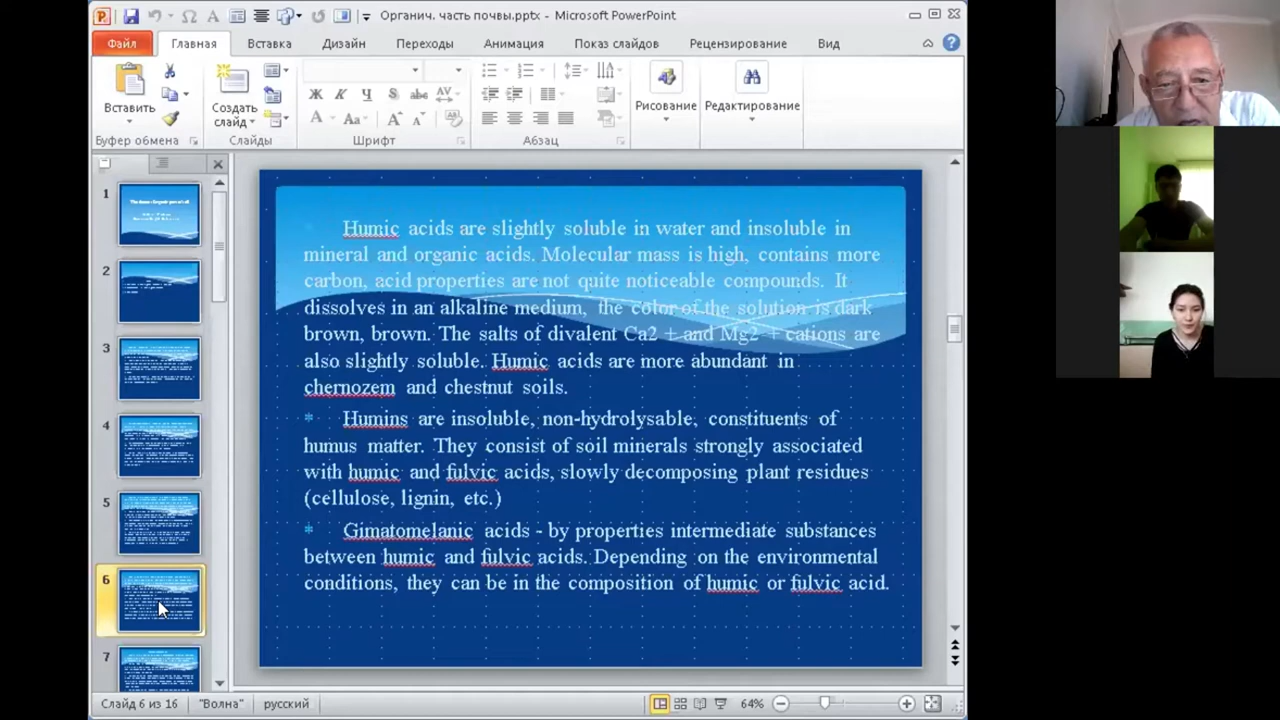 Органич. часть почвы.pptx - Microsoft PowerPoint
Файл Главная Вставка Дизайн Переходы Анимация Показ слайдов Рецензирование Вид
Вставить
Создать слайд
Рисование
Редактирование
Буфер обмена Слайды Шрифт Абзац
1
2
3
4
5
6
7
Humic acids are slightly soluble in water and insoluble in
mineral and organic acids. Molecular mass is high, contains more
carbon, acid properties are not quite noticeable compounds. It
dissolves in an alkaline medium, the color of the solution is dark
brown, brown. The salts of divalent Ca2 + and Mg2 + cations are
also slightly soluble. Humic acids are more abundant in
chernozem and chestnut soils.
Humins are insoluble, non-hydrolysable, constituents of
humus matter. They consist of soil minerals strongly associated
with humic and fulvic acids, slowly decomposing plant residues
(cellulose, lignin, etc.)
Gimatomelanic acids - by properties intermediate substances
between humic and fulvic acids. Depending on the environmental
conditions, they can be in the composition of humic or fulvic acid.
Слайд 6 из 16 "Волна" русский 64%